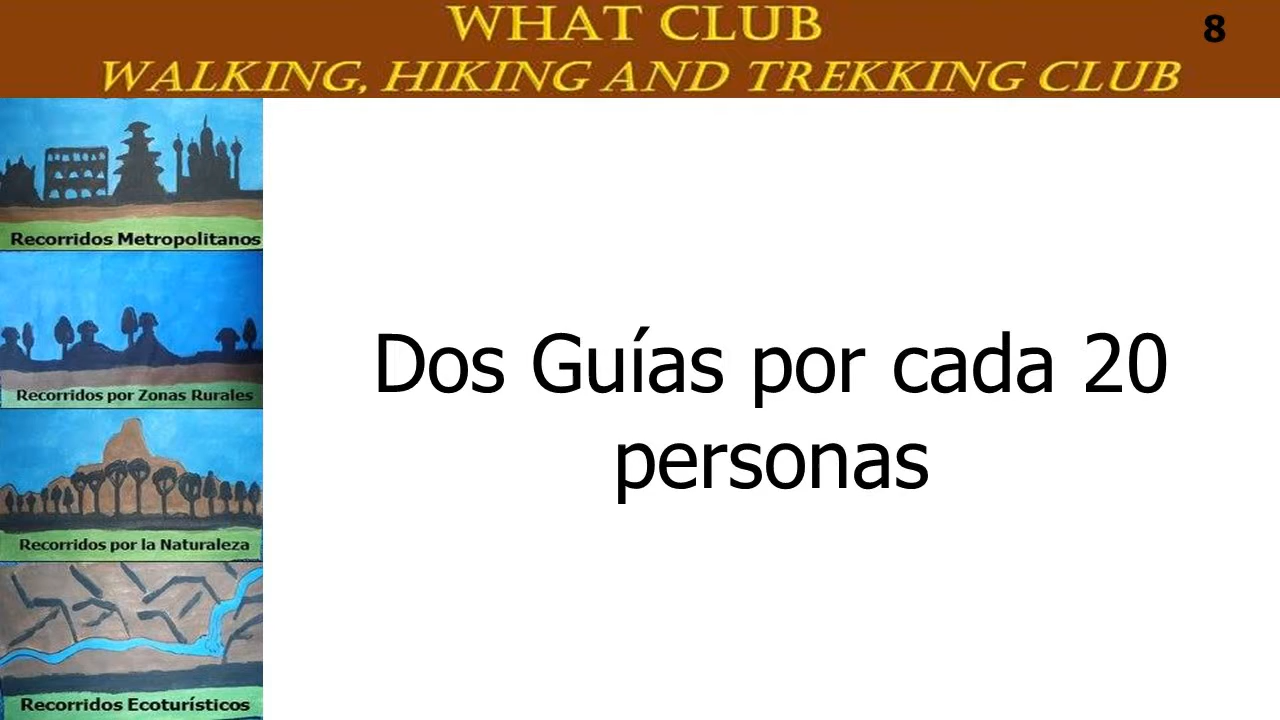 WHAT CLUB
8
WALKING, HIKING AND TREKKING CLUB
Recorridos Metropolitanos
Recorridos por Zonas Rurales
Recorridos por la Naturaleza
Recorridos Ecoturísticos
Dos Guías por cada 20
personas